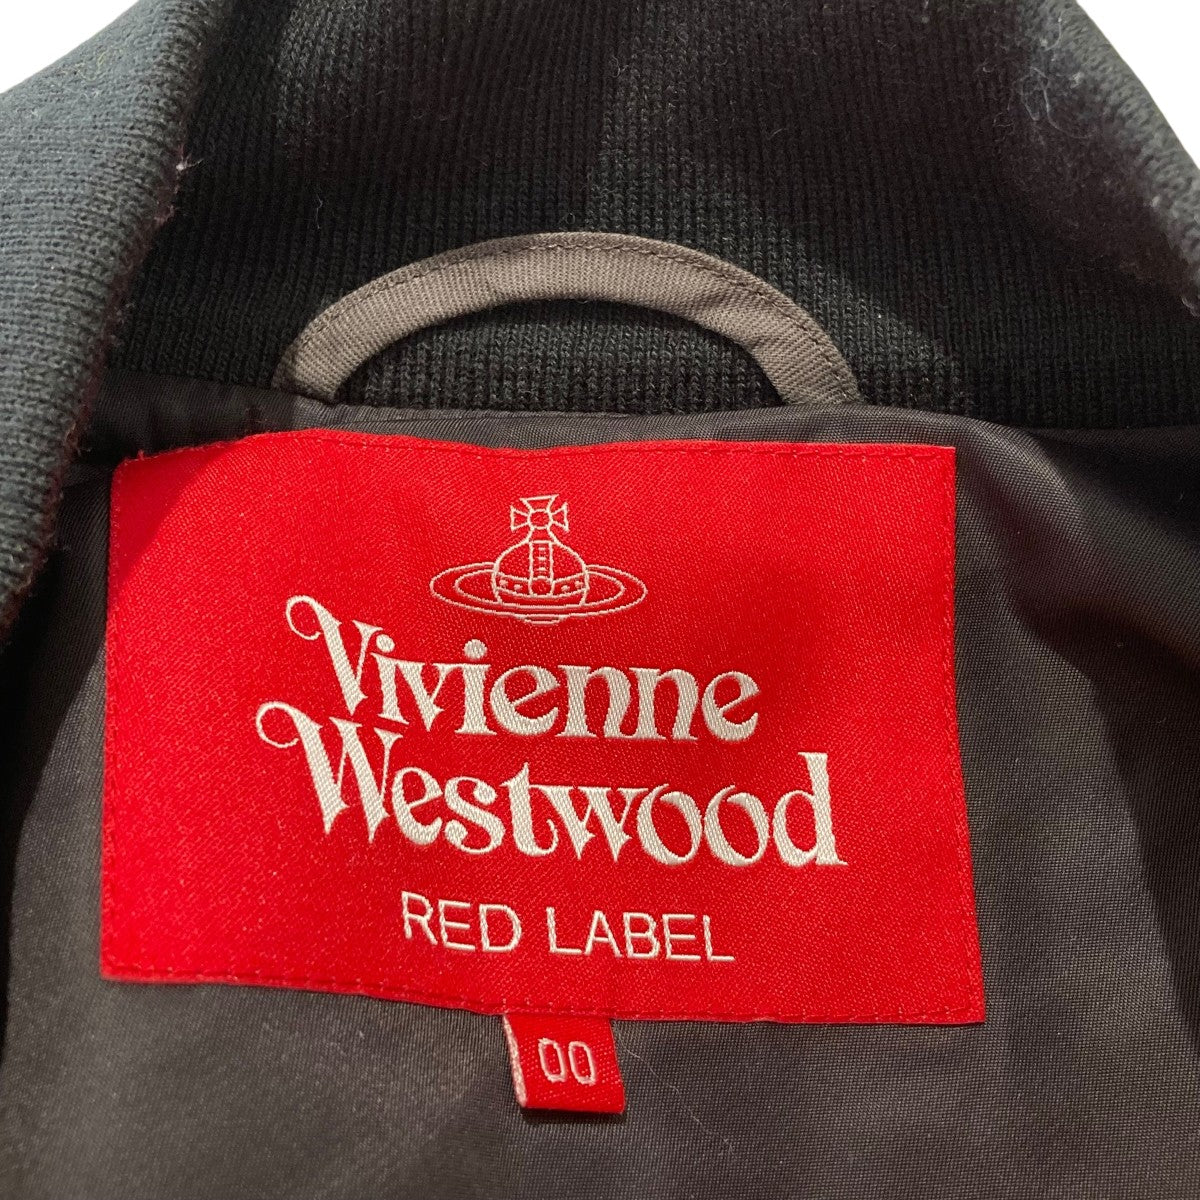 Vivienne
Westwood
RED LABEL
00